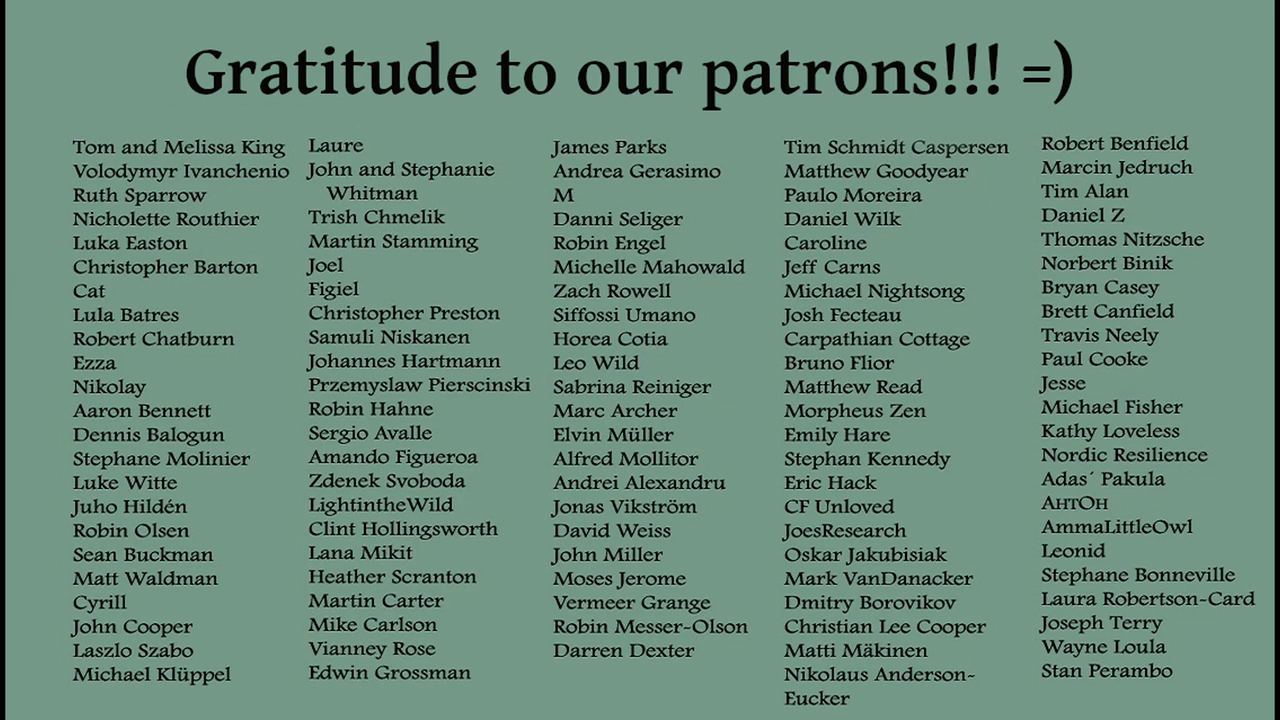 Gratitude to our patrons!!! =)
Tom and Melissa King
Volodymyr Ivanchenio
Ruth Sparrow
Nicholette Routhier
Luka Easton
Christopher Barton
Cat
Lula Batres
Robert Chatburn
Ezza
Nikolay
Aaron Bennett
Dennis Balogun
Stephane Molinier
Luke Witte
Juho Hildén
Robin Olsen
Sean Buckman
Matt Waldman
Cyrill
John Cooper
Laszlo Szabo
Michael Klüppel
Laure
John and Stephanie
Whitman
Trish Chmelik
Martin Stamming
Joel
Figiel
Christopher Preston
Samuli Niskanen
Johannes Hartmann
Przemyslaw Pierscinski
Robin Hahne
Sergio Avalle
Amando Figueroa
Zdenek Svoboda
LightintheWild
Clint Hollingsworth
Lana Mikit
Heather Scranton
Martin Carter
Mike Carlson
Vianney Rose
Edwin Grossman
James Parks
Andrea Gerasimo
M
Danni Seliger
Robin Engel
Michelle Mahowald
Zach Rowell
Siffossi Umano
Horea Cotia
Leo Wild
Sabrina Reiniger
Marc Archer
Elvin Müller
Alfred Mollitor
Andrei Alexandru
Jonas Vikström
David Weiss
John Miller
Moses Jerome
Vermeer Grange
Robin Messer-Olson
Darren Dexter
Tim Schmidt Caspersen
Matthew Goodyear
Paulo Moreira
Daniel Wilk
Caroline
Jeff Carns
Michael Nightsong
Josh Fecteau
Carpathian Cottage
Bruno Flior
Matthew Read
Morpheus Zen
Emily Hare
Stephan Kennedy
Eric Hack
CF Unloved
JoesResearch
Oskar Jakubisiak
Mark VanDanacker
Dmitry Borovikov
Christian Lee Cooper
Matti Mäkinen
Nikolaus Anderson-
Eucker
Robert Benfield
Marcin Jedruch
Tim Alan
Daniel Z
Thomas Nitzsche
Norbert Binik
Bryan Casey
Brett Canfield
Travis Neely
Paul Cooke
Jesse
Michael Fisher
Kathy Loveless
Nordic Resilience
Adas´ Pakula
Антон
AmmaLittleOwl
Leonid
Stephane Bonneville
Laura Robertson-Card
Joseph Terry
Wayne Loula
Stan Perambo